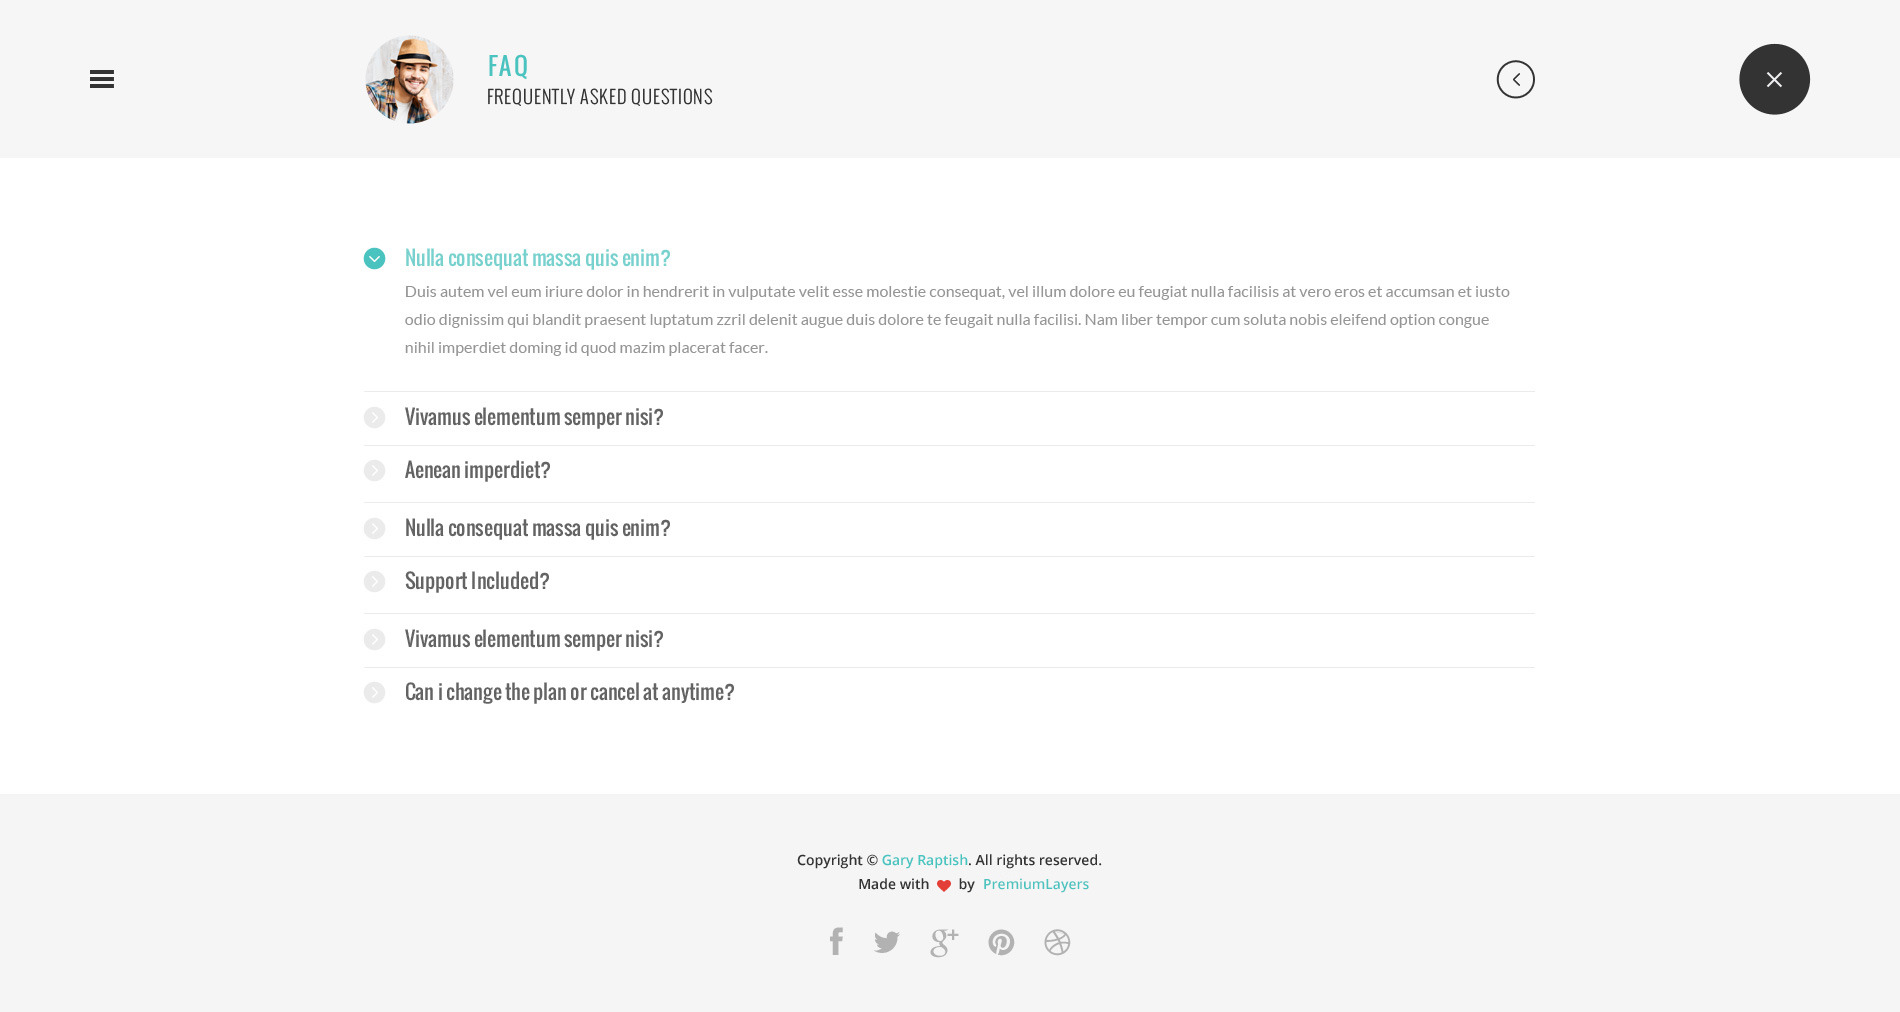 FAQ
FREQUENTLY ASKED QUESTIONS
Nulla consequat massa quis enim?
Duis autem vel eum iriure dolor in hendrerit in vulputate velit esse molestie consequat, vel illum dolore eu feugiat nulla facilisis at vero eros et accumsan et iusto
odio dignissim qui blandit praesent luptatum zzril delenit augue duis dolore te feugait nulla facilisi. Nam liber tempor cum soluta nobis eleifend option congue
nihil imperdiet doming id quod mazim placerat facer.
Vivamus elementum semper nisi?
Aenean imperdiet?
Nulla consequat massa quis enim?
Support Included?
Vivamus elementum semper nisi?
Can i change the plan or cancel at anytime?
Copyright © Gary Raptish. All rights reserved.
Made with ❤ by PremiumLayers